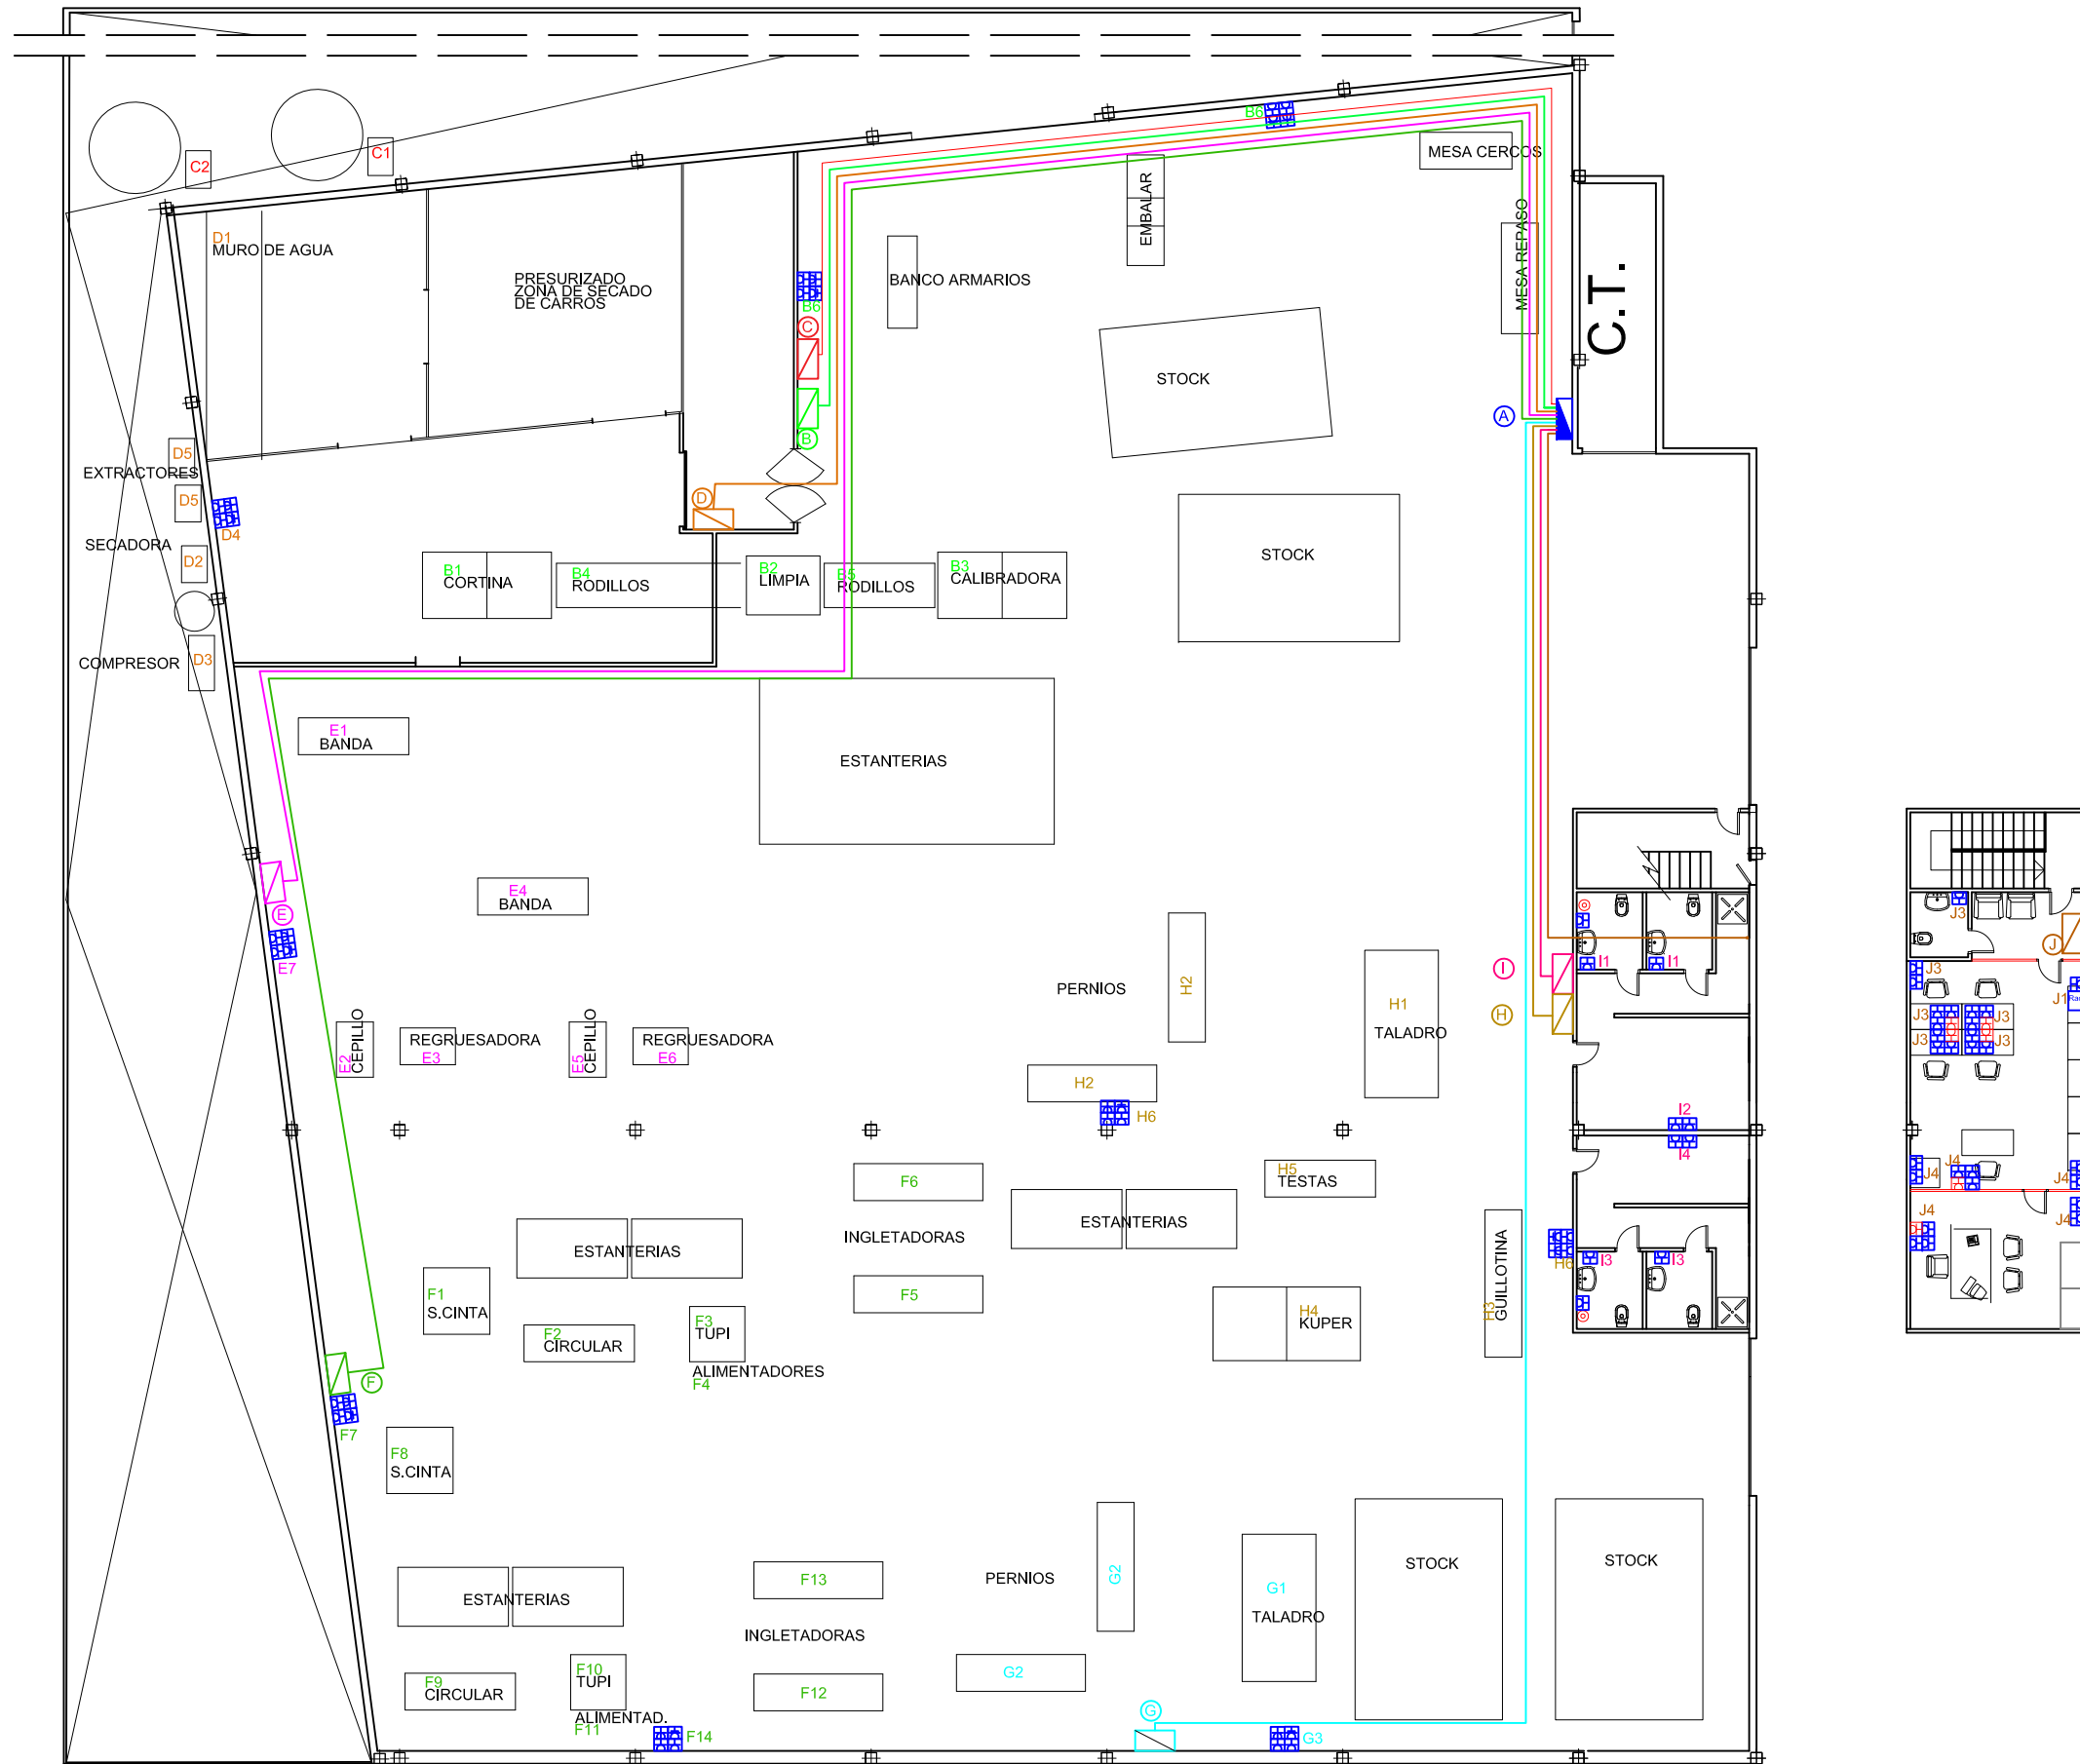 B6
MESA CERCOS
C1
C2
EMBALAR
MESA REPASO
D1
MURO DE AGUA
PRESURIZADO
ZONA DE SECADO
DE CARROS
BANCO ARMARIOS
B6
C
C.T.
STOCK
A
B
D5
EXTRACTORES
D5
D
D4
SECADORA
D2
STOCK
B1
CORTINA
B4
RODILLOS
B2
LIMPIA
B5
RODILLOS
B3
CALIBRADORA
COMPRESOR
D3
E1
BANDA
ESTANTERIAS
E4
BANDA
E
E7
J3
J
I
I1
I1
J3
PERNIOS
H2
H1
TALADRO
H
J1
Rac
J3
J3
J3
J3
E2
CEPILLO
REGRUESADORA
E3
E5
CEPILLO
REGRUESADORA
E6
H2
H6
I2
I4
F6
H5
TESTAS
J4
J4
J4
J4
J4
ESTANTERIAS
ESTANTERIAS
INGLETADORAS
GUILLOTINA
H3
H6
I3
I3
F1
S.CINTA
F5
H4
KÜPER
F2
CIRCULAR
F3
TUPI
ALIMENTADORES
F4
F
F7
F8
S.CINTA
STOCK
STOCK
F13
PERNIOS
G2
G1
TALADRO
ESTANTERIAS
INGLETADORAS
F10
TUPI
G2
F9
CIRCULAR
F12
G
ALIMENTAD.
F11
F14
G3